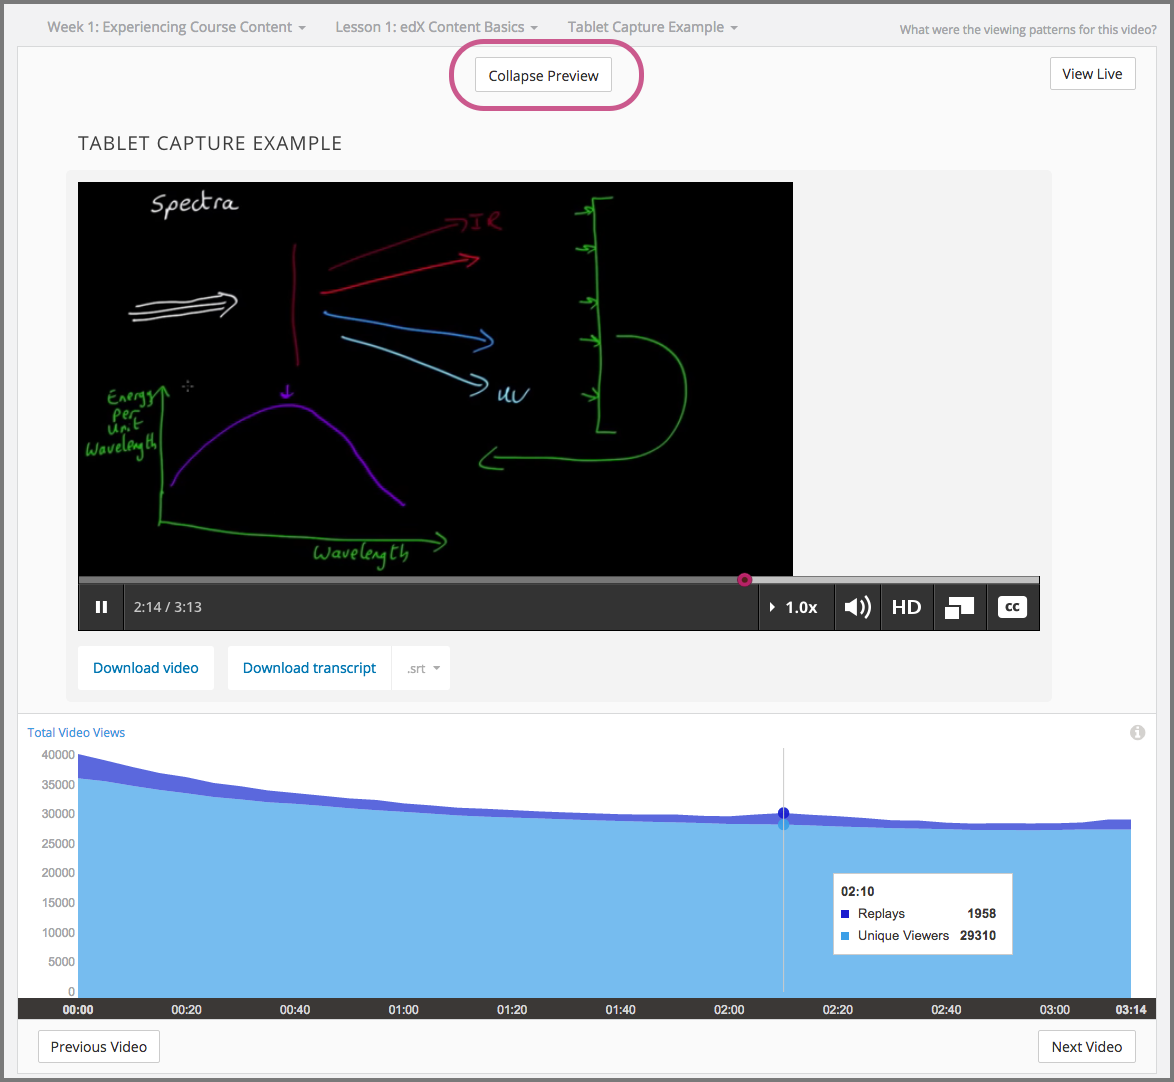 Week 1: Experiencing Course Content
Lesson 1: edX Content Basics
Tablet Capture Example
What were the viewing patterns for this video?
Collapse Preview
View Live
TABLET CAPTURE EXAMPLE
Spectra
IR
UV
Energy
per
unit
Wavelength
Wavelength
2:14 / 3:13
1.0x
HD
CC
Download video
Download transcript
.srt
Total Video Views
40000
35000
30000
25000
20000
15000
10000
5000
0
02:10
Replays 1958
Unique Viewers 29310
00:00 00:20 00:40 01:00 01:20 01:40 02:00 02:20 02:40 03:00 03:14
Previous Video
Next Video